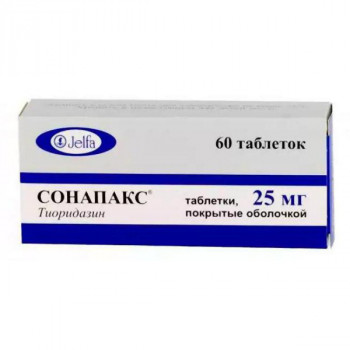 Jelfa
60 таблеток
СОНАПАКС®
Тиоридазин
таблетки, 25 мг
покрытые оболочкой